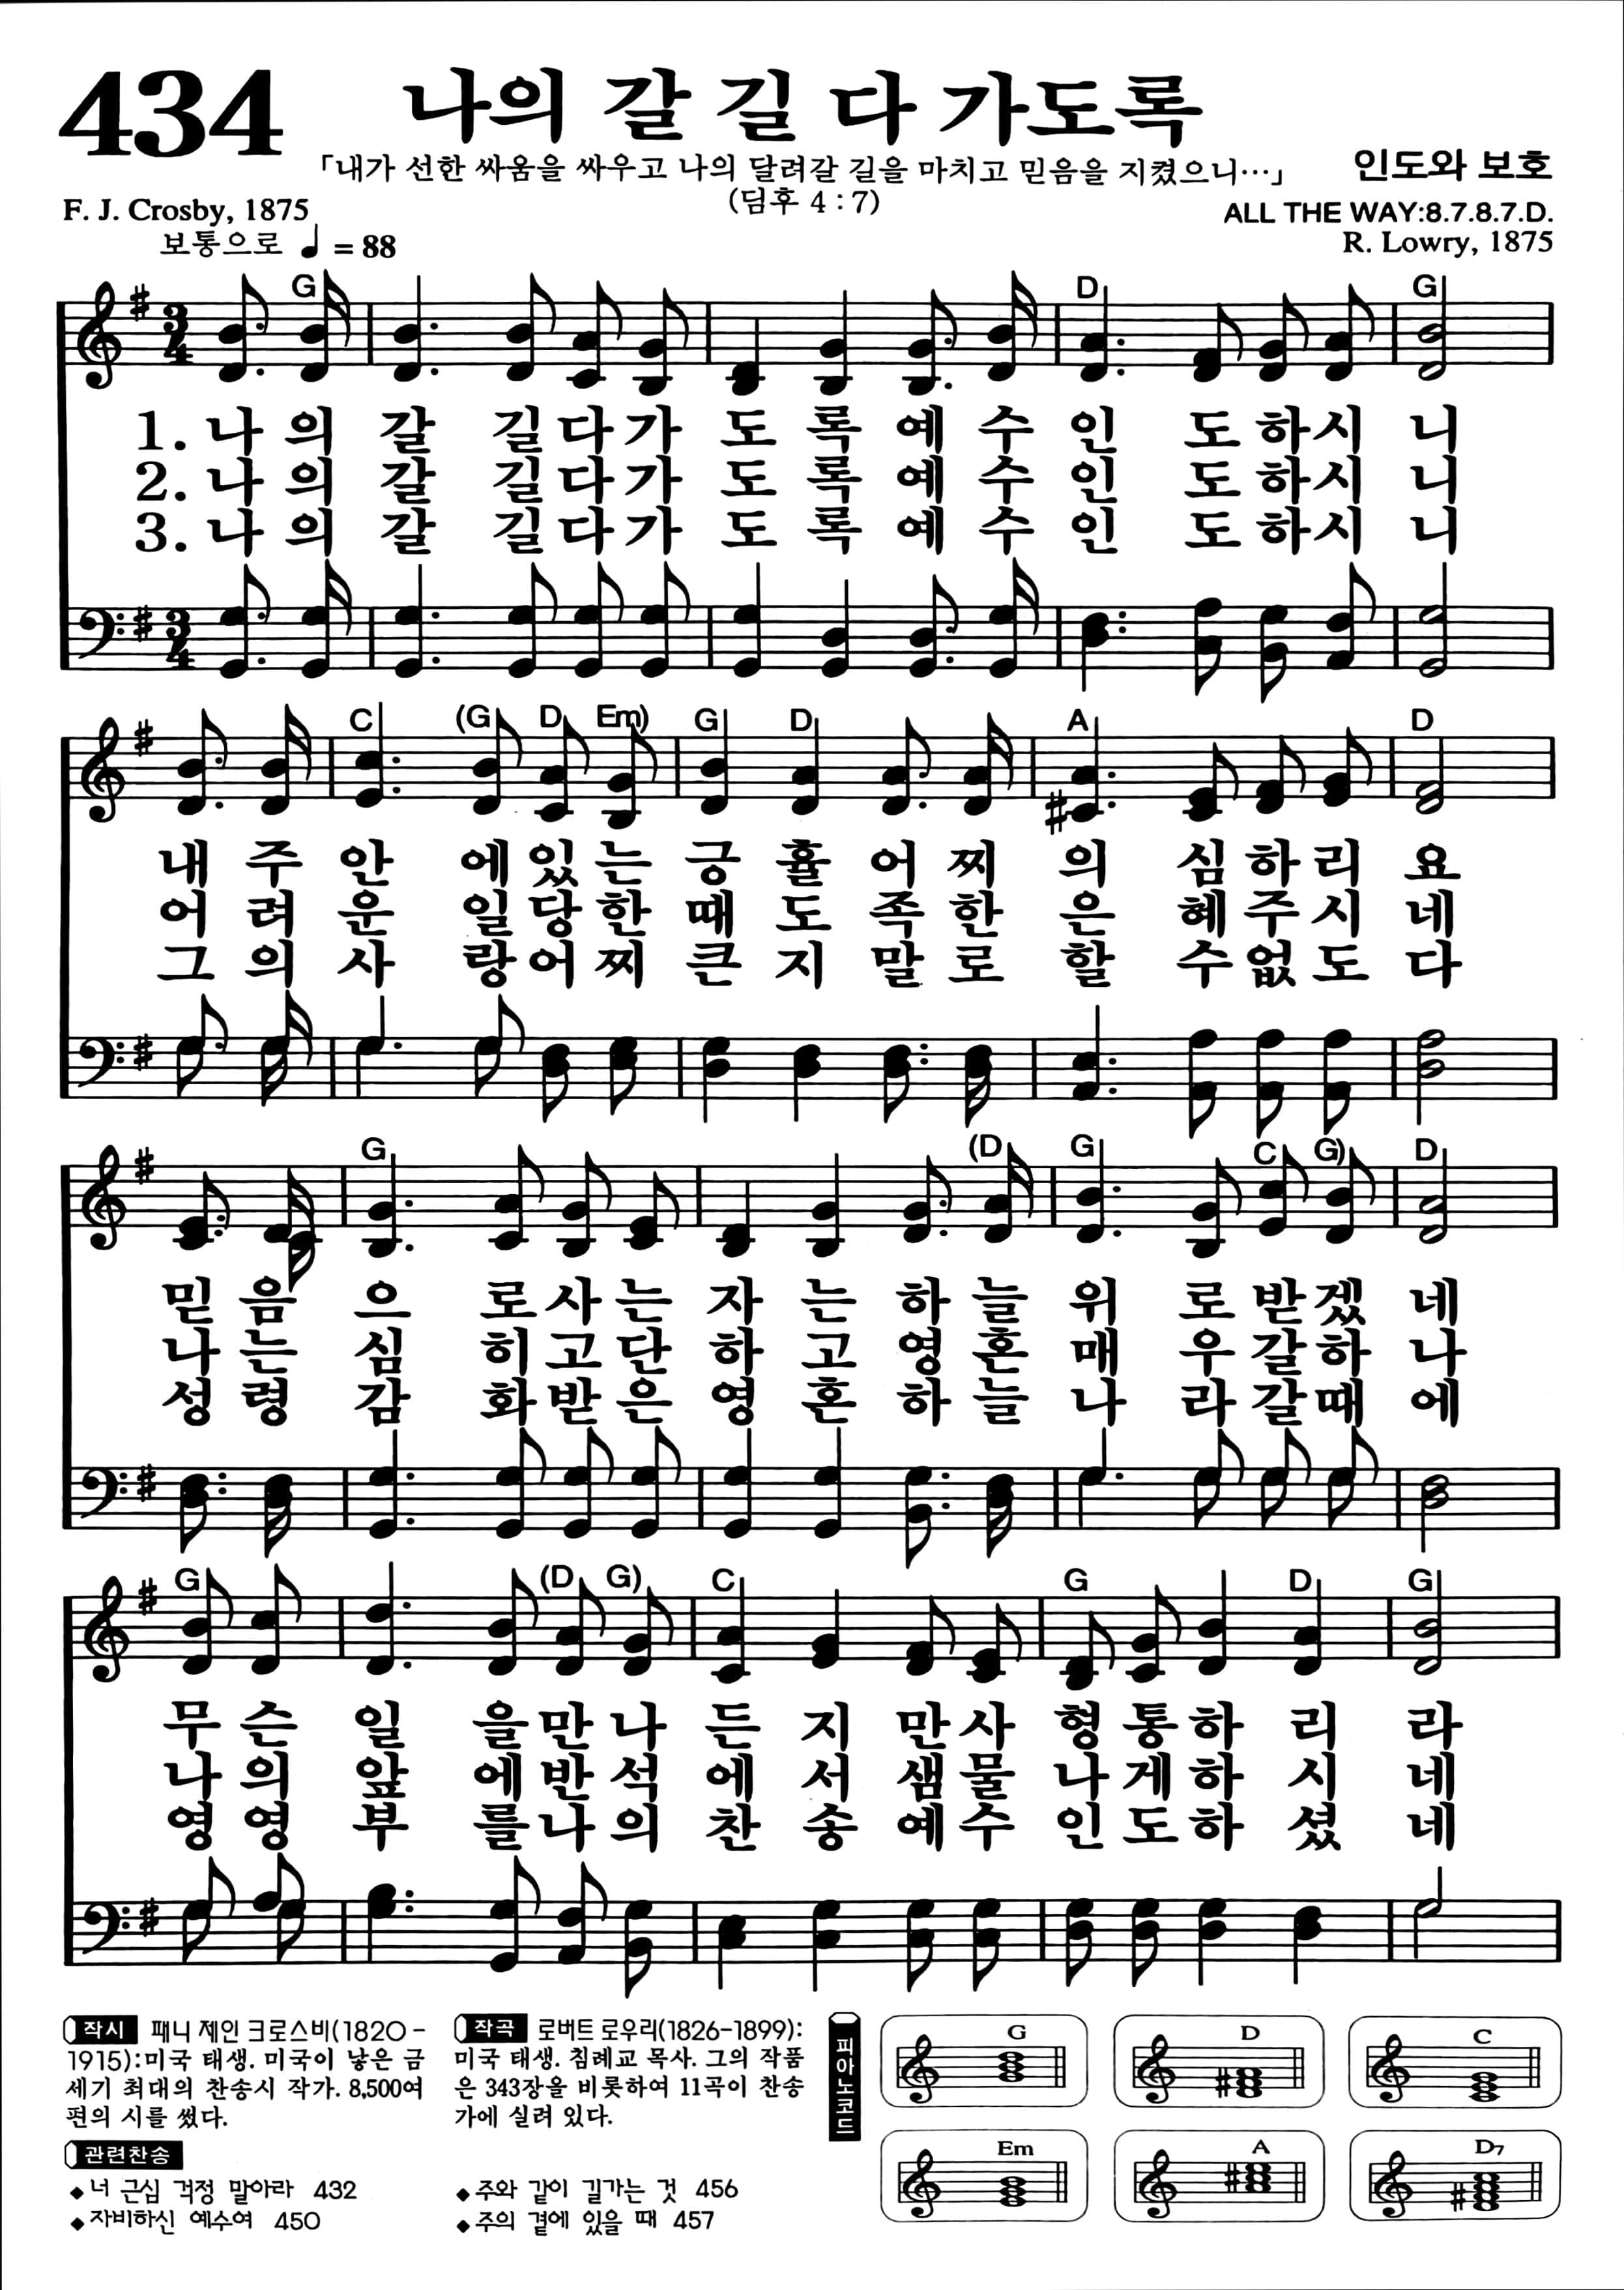 434 나의 갈 길 다 가도록
「내가 선한 싸움을 싸우고 나의 달려갈 길을 마치고 믿음을 지켰으니…」
(딤후 4 : 7)
인도와 보호
F. J. Crosby, 1875
ALL THE WAY:8.7.8.7.D.
보통으로 ♩ = 88
R. Lowry, 1875
G D G
3 4
1. 나 의 갈 길 다 가 도 록 예 수 인 도 하 시 니
2. 나 의 갈 길 다 가 도 록 예 수 인 도 하 시 니
3. 나 의 갈 길 다 가 도 록 예 수 인 도 하 시 니
3 4
C (G D Em) G D A D
내 주 안 에 있 는 긍 휼 어 찌 의 심 하 리 요
어 려 운 일 당 한 때 도 족 한 은 혜 주 시 네
그 의 사 랑 어 찌 큰 지 말 로 할 수 없 도 다
G (D G C G) D
믿 음 으 로 사 는 자 는 하 늘 위 로 받 겠 네
나 는 심 히 고 단 하 고 영 혼 매 우 갈 하 나
성 령 감 화 받 은 영 혼 하 늘 나 라 갈 때 에
G (D G) C G D G
무 슨 일 을 만 나 든 지 만 사 형 통 하 리 라
나 의 앞 에 반 석 에 서 샘 물 나 게 하 시 네
영 영 부 를 나 의 찬 송 예 수 인 도 하 셨 네
작시 패니 제인 크로스비(1820-
1915):미국 태생. 미국이 낳은 금
세기 최대의 찬송시 작가. 8,500여
편의 시를 썼다.
작곡 로버트 로우리(1826-1899):
미국 태생. 침례교 목사. 그의 작품
은 343장을 비롯하여 11곡이 찬송
가에 실려 있다.
관련찬송
◆너 근심 걱정 말아라 432
◆자비하신 예수여 450
◆주와 같이 길가는 것 456
◆주의 곁에 있을 때 457
피아노코드
G D C
Em A D7